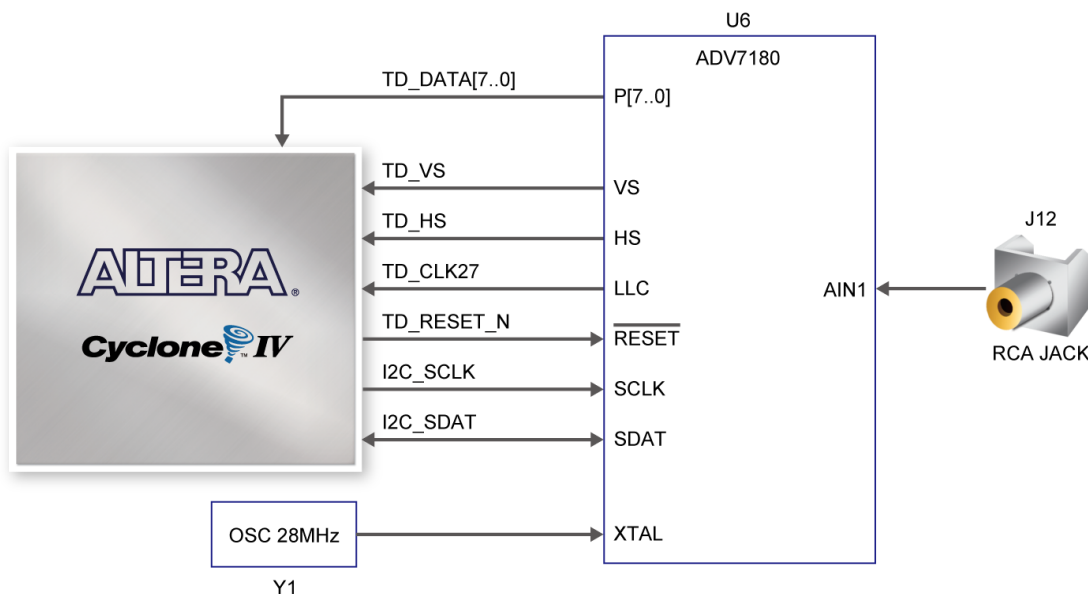 U6
ADV7180
TD_DATA[7..0]
P[7..0]
TD_VS
VS
TD_HS
HS
TD_CLK27
LLC
TD_RESET_N
RESET
I2C_SCLK
SCLK
I2C_SDAT
SDAT
ALTERA®
Cyclone™ IV
AIN1
J12
RCA JACK
OSC 28MHz
XTAL
Y1